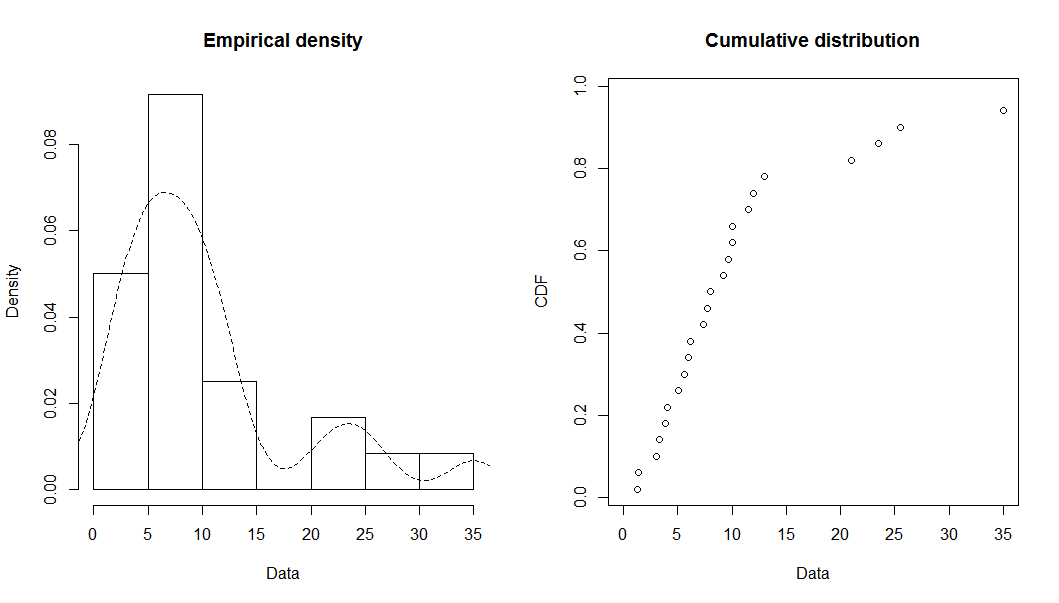 Empirical density
Density
0.00 0.02 0.04 0.06 0.08
0 5 10 15 20 25 30 35
Data
Cumulative distribution
CDF
0.0 0.2 0.4 0.6 0.8 1.0
0 5 10 15 20 25 30 35
Data